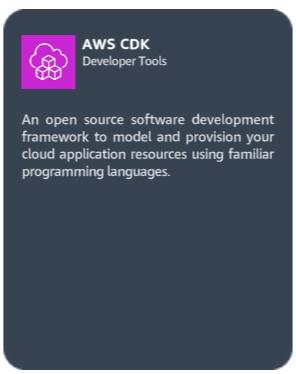 AWS CDK
Developer Tools
An open source software development
framework to model and provision your
cloud application resources using familiar
programming languages.